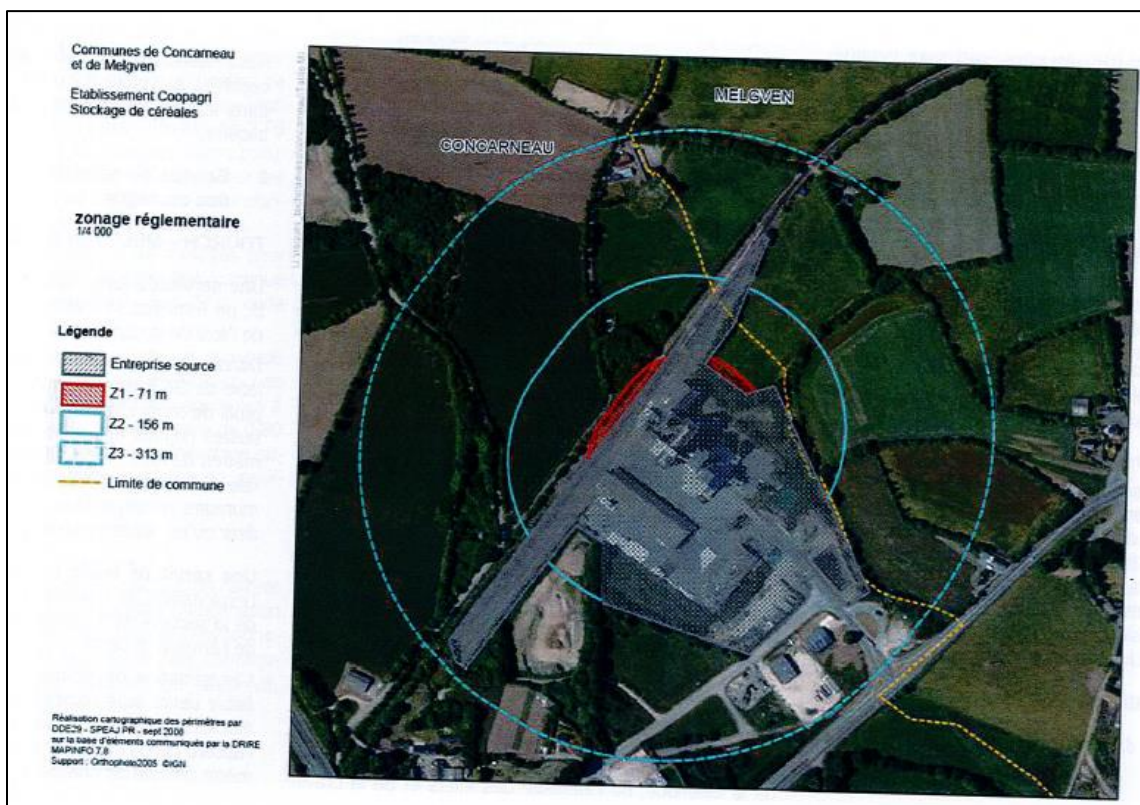 Communes de Concarneau
et de Melgven
Etablissement Coopagri
Stockage de céréales
zonage réglementaire
1/4 000
Légende
Entreprise source
Z1 - 71 m
Z2 - 156 m
Z3 - 313 m
Limite de commune
Réalisation cartographique des périmètres par
DDE29 - SPEAJ PR - sept 2008
sur la base d'éléments communiqués par la DRIRE
MAPINFO 7.8
Support : Orthophoto2005 ©IGN
CONCARNEAU
MELGVEN